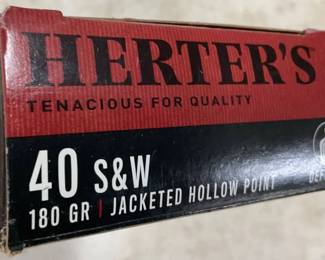 HERTER'S
TENACIOUS FOR QUALITY
40 S&W
180 GR | JACKETED HOLLOW POINT